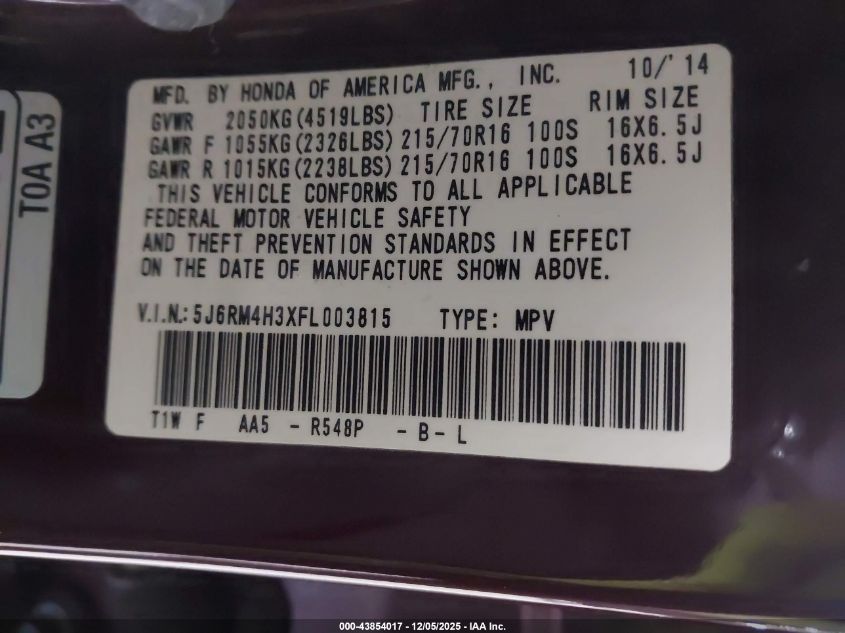 MFD. BY HONDA OF AMERICA MFG., INC. 10/'14
GVWR 2050KG(4519LBS) TIRE SIZE RIM SIZE
GAWR F 1055KG(2326LBS) 215/70R16 100S 16X6.5J
GAWR R 1015KG(2238LBS) 215/70R16 100S 16X6.5J
THIS VEHICLE CONFORMS TO ALL APPLICABLE
FEDERAL MOTOR VEHICLE SAFETY
AND THEFT PREVENTION STANDARDS IN EFFECT
ON THE DATE OF MANUFACTURE SHOWN ABOVE.
V.I.N.: 5J6RM4H3XFL003815 TYPE: MPV
T1W F AA5 - R548P - B - L
T0A A3
000-43854017 - 12/05/2025 - IAA Inc.